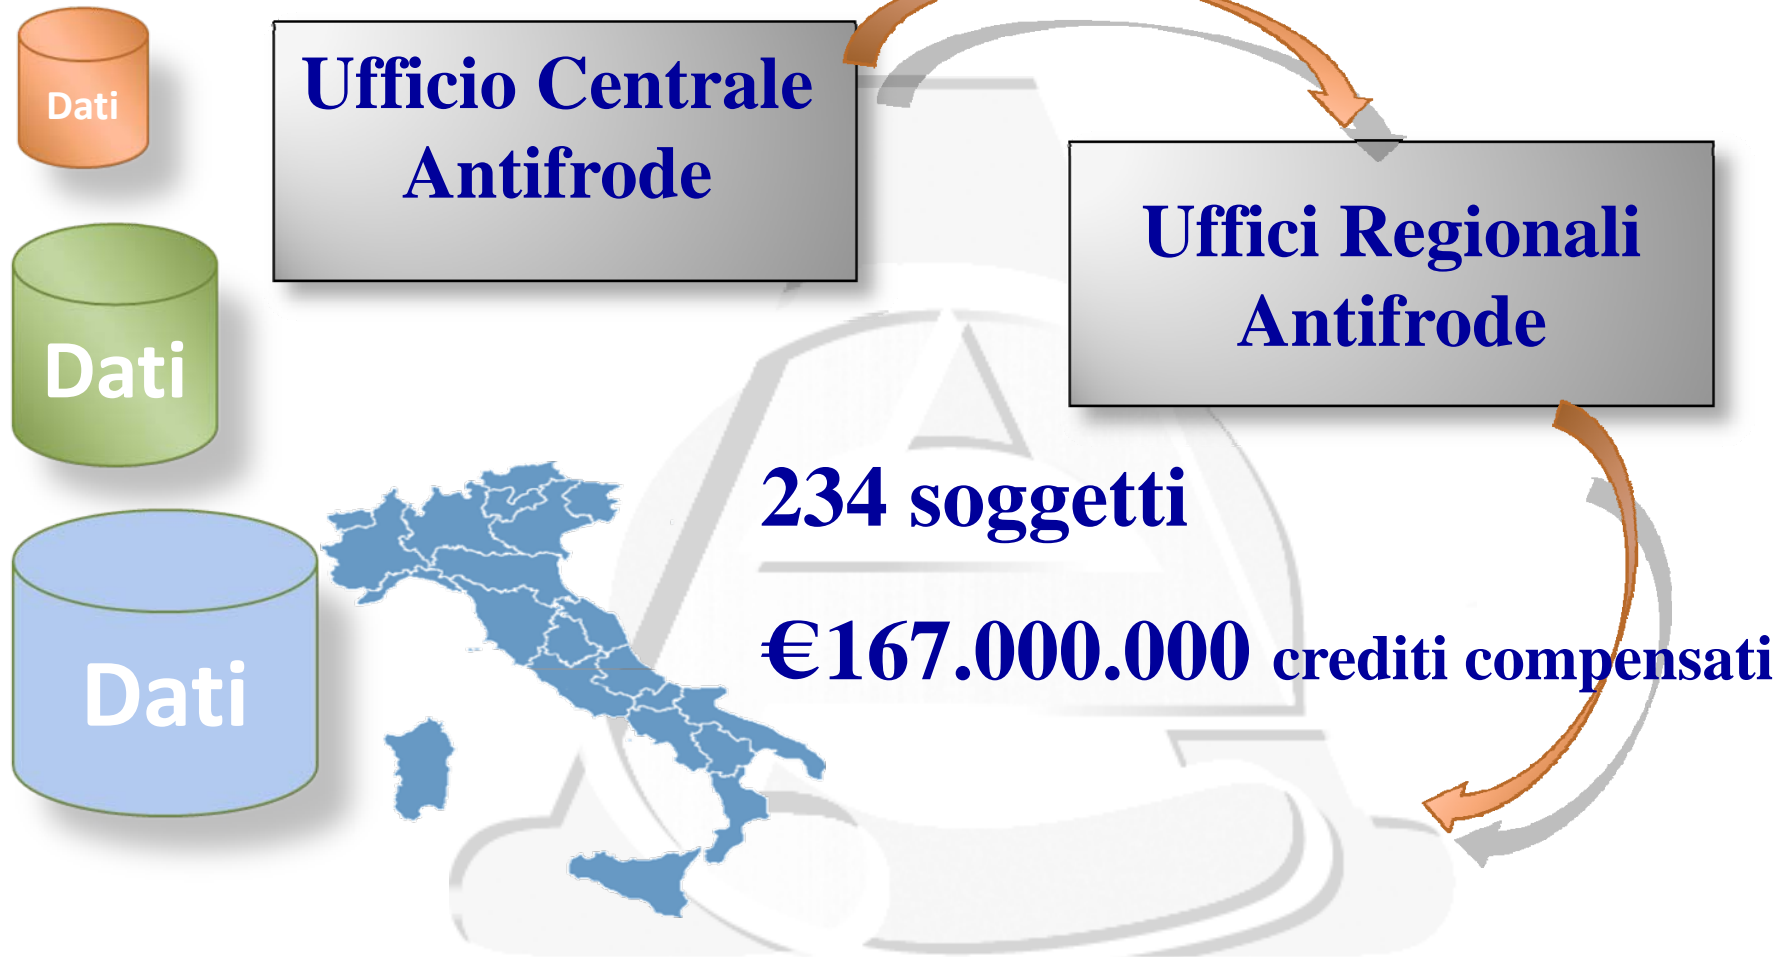 Dati
Ufficio Centrale
Antifrode
Uffici Regionali
Antifrode
Dati
234 soggetti
Dati
€167.000.000 crediti compensati